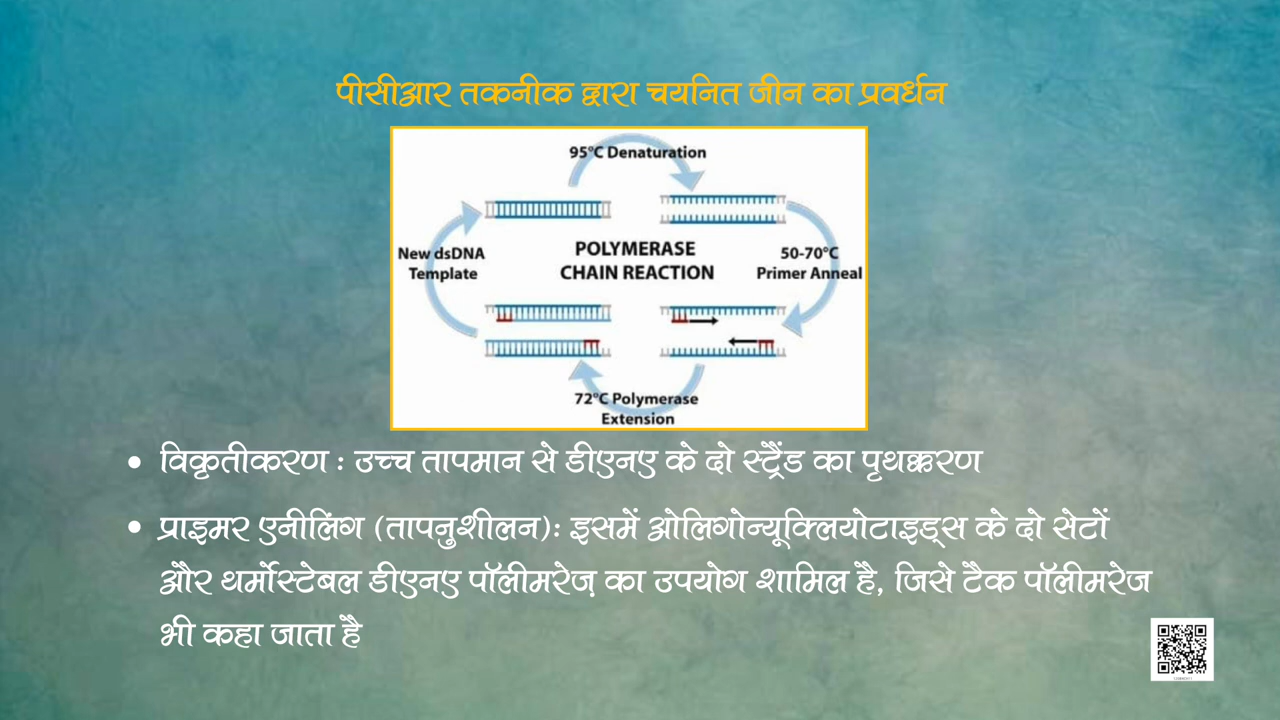 पीसीआर तकनीक द्वारा चयनित जीन का प्रवर्धन
95°C Denaturation
New dsDNA
Template
POLYMERASE
CHAIN REACTION
50-70°C
Primer Anneal
72°C Polymerase
Extension
• विकृतीकरण : उच्च तापमान से डीएनए के दो स्ट्रैंड का पृथक्करण
• प्राइमर एनीलिंग (तापनुशीलन): इसमें ओलिगोन्यूक्लियोटाइड्स के दो सेटों
और थर्मोस्टेबल डीएनए पॉलीमरेज़ का उपयोग शामिल है, जिसे टैक पॉलीमरेज
भी कहा जाता है